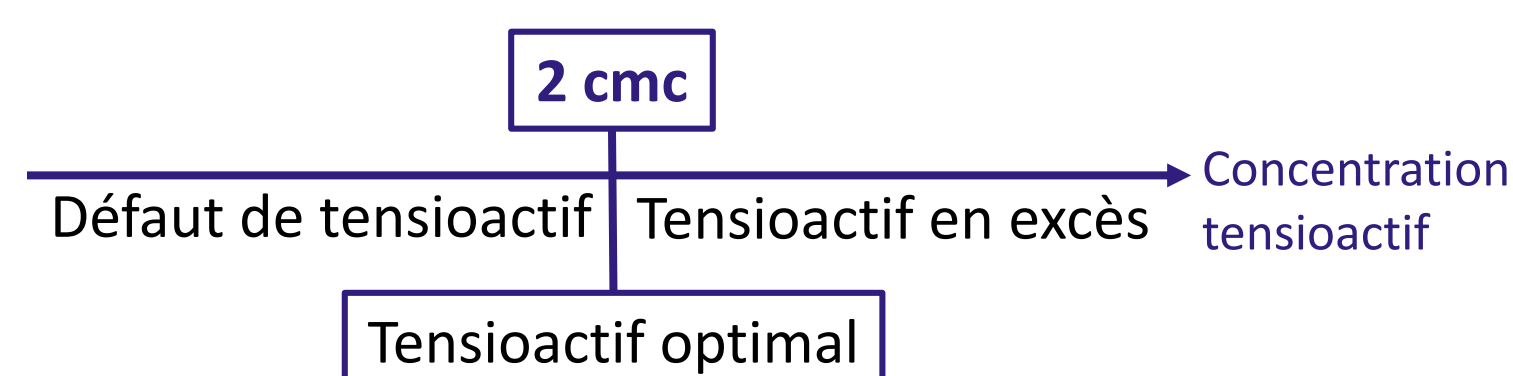 2 cmc
Concentration
tensioactif
Défaut de tensioactif
Tensioactif en excès
Tensioactif optimal